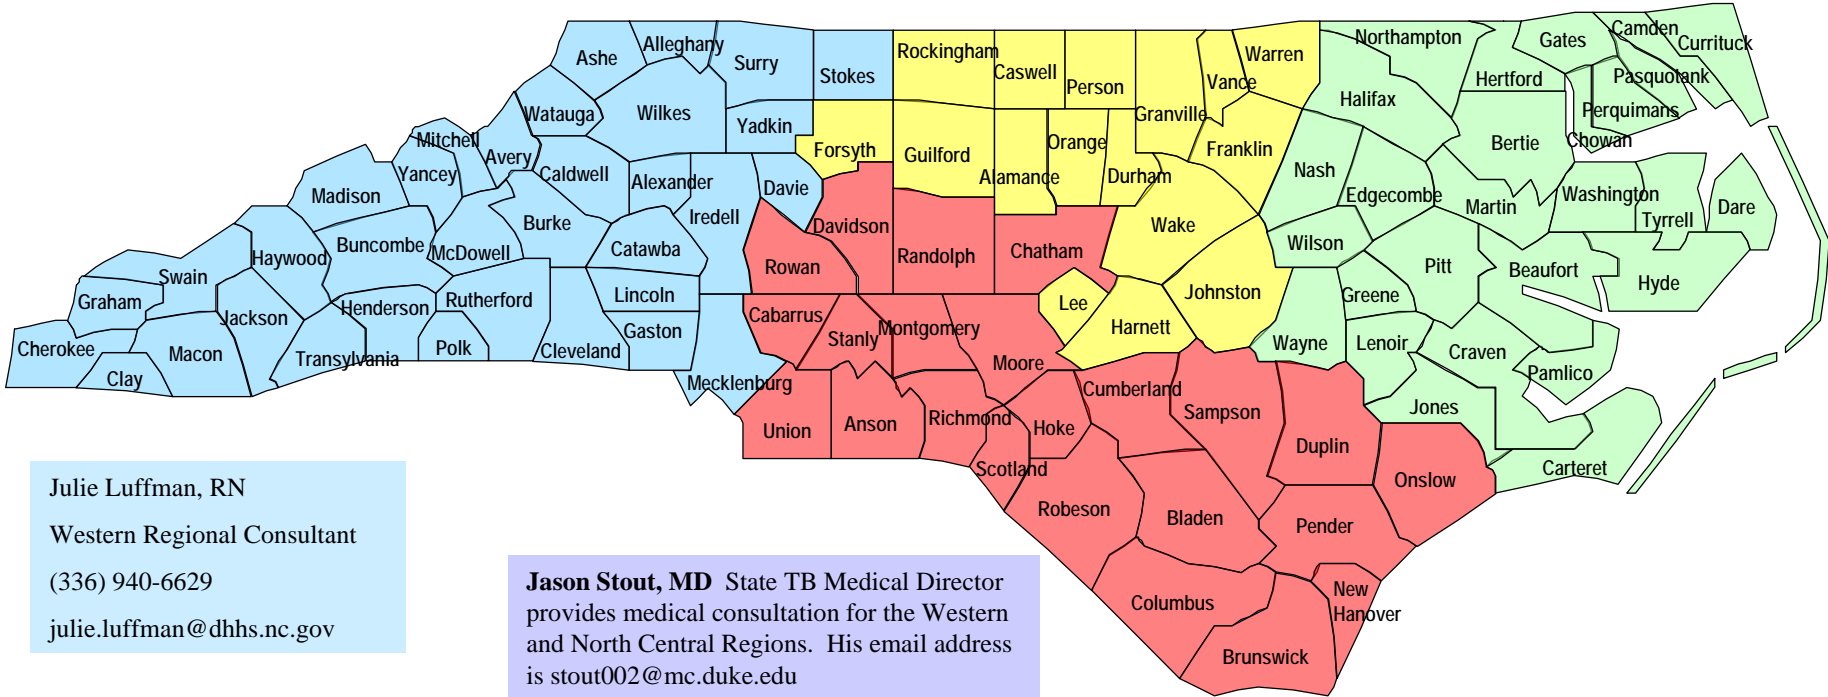 Ashe
Alleghany
Surry
Stokes
Rockingham
Caswell
Person
Granville
Vance
Warren
Northampton
Gates
Camden
Currituck
Hertford
Pasquotank
Perquimans
Chowan
Halifax
Bertie
Watauga
Wilkes
Yadkin
Forsyth
Guilford
Alamance
Orange
Durham
Franklin
Nash
Edgecombe
Martin
Washington
Tyrrell
Dare
Mitchell
Avery
Yancey
Caldwell
Alexander
Davie
Iredell
Madison
Burke
Davidson
Randolph
Chatham
Wake
Wilson
Pitt
Beaufort
Hyde
Haywood
Buncombe
McDowell
Catawba
Rowan
Swain
Graham
Jackson
Henderson
Rutherford
Lincoln
Cabarrus
Stanly
Montgomery
Lee
Harnett
Johnston
Greene
Cherokee
Clay
Macon
Transylvania
Polk
Cleveland
Gaston
Mecklenburg
Moore
Wayne
Lenoir
Craven
Pamlico
Union
Anson
Richmond
Scotland
Hoke
Cumberland
Sampson
Duplin
Jones
Onslow
Carteret
Robeson
Bladen
Pender
Columbus
Brunswick
New
Hanover
Julie Luffman, RN
Western Regional Consultant
(336) 940-6629
julie.luffman@dhhs.nc.gov
Jason Stout, MD State TB Medical Director
provides medical consultation for the Western
and North Central Regions. His email address
is stout002@mc.duke.edu